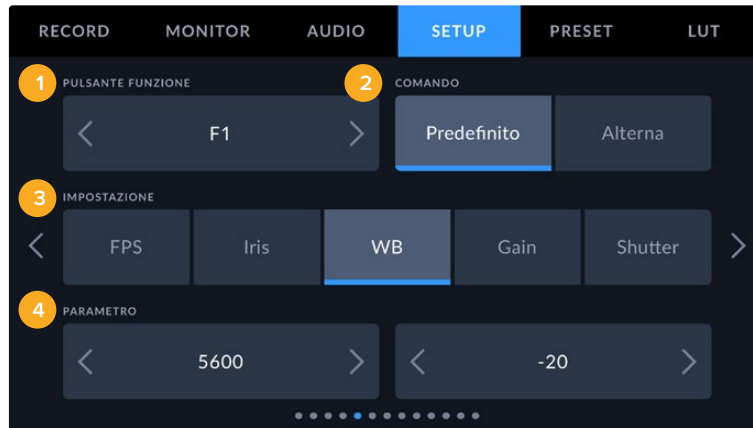 RECORD MONITOR AUDIO SETUP PRESET LUT
1 PULSANTE FUNZIONE 2 COMANDO
F1 Predefinito Alterna
3 IMPOSTAZIONE
FPS Iris WB Gain Shutter
4 PARAMETRO
5600 -20